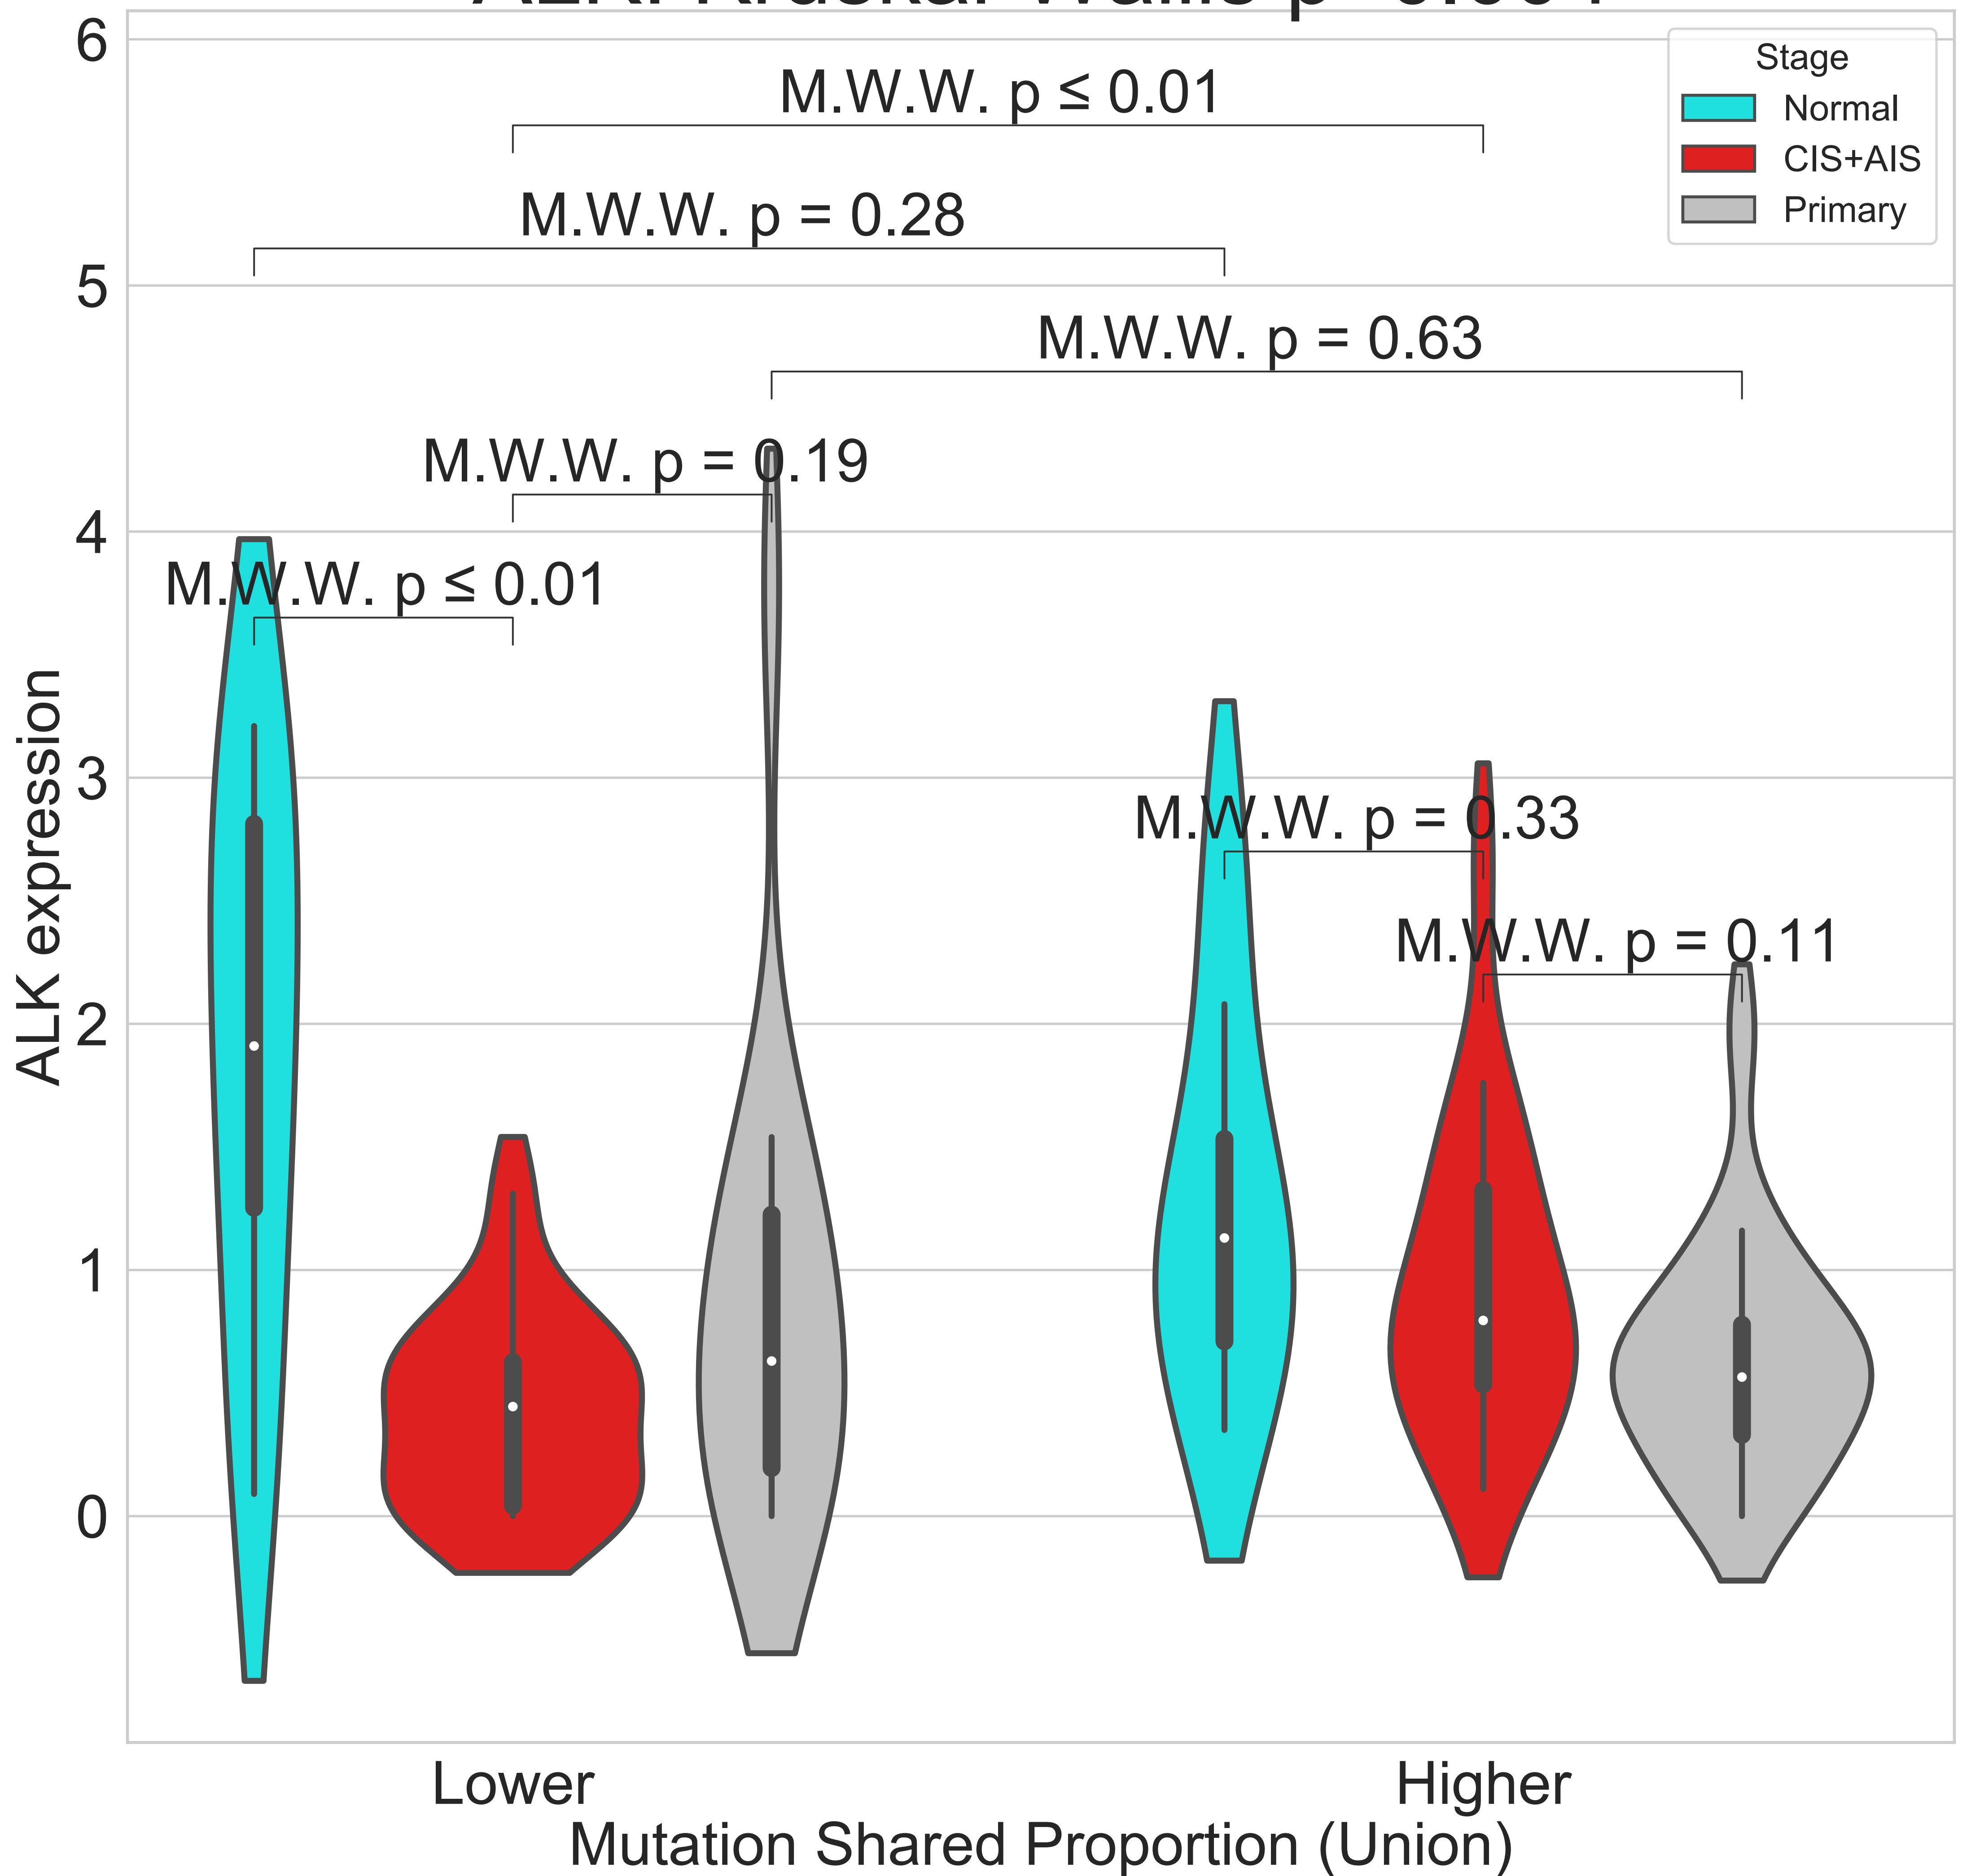 6
5
4
3
2
1
0
ALK expression
M.W.W. p ≤ 0.01
M.W.W. p = 0.28
M.W.W. p = 0.63
M.W.W. p = 0.19
M.W.W. p ≤ 0.01
M.W.W. p = 0.33
M.W.W. p = 0.11
Stage
Normal
CIS+AIS
Primary
Lower
Higher
Mutation Shared Proportion (Union)